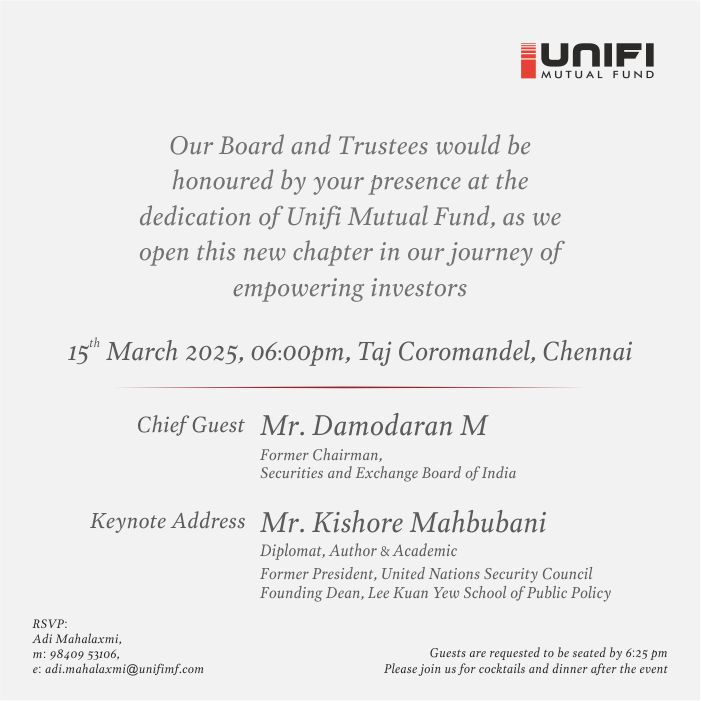 UNIFI
MUTUAL FUND
Our Board and Trustees would be
honoured by your presence at the
dedication of Unifi Mutual Fund, as we
open this new chapter in our journey of
empowering investors
15th March 2025, 06:00pm, Taj Coromandel, Chennai
Chief Guest Mr. Damodaran M
Former Chairman,
Securities and Exchange Board of India
Keynote Address Mr. Kishore Mahbubani
Diplomat, Author & Academic
Former President, United Nations Security Council
Founding Dean, Lee Kuan Yew School of Public Policy
RSVP:
Adi Mahalaxmi,
m: 98409 53106,
e: adi.mahalaxmi@unifimf.com
Guests are requested to be seated by 6:25 pm
Please join us for cocktails and dinner after the event